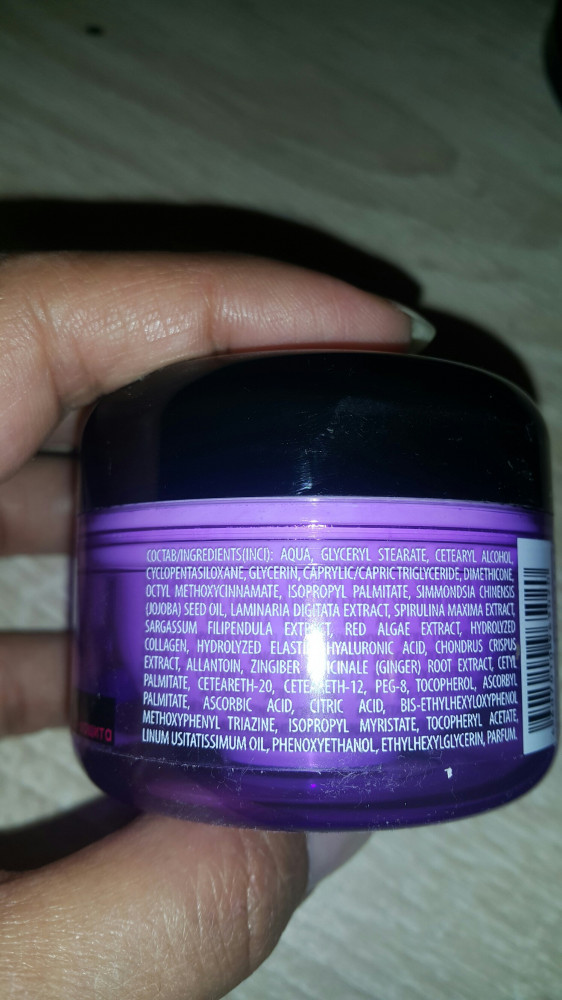 СОСТАВ/INGREDIENTS(INCI): AQUA, GLYCERYL STEARATE, CETEARYL ALCOHOL,
CYCLOPENTASILOXANE, GLYCERIN, CAPRYLIC/CAPRIC TRIGLYCERIDE, DIMETHICONE,
OCTYL METHOXYCINNAMATE, ISOPROPYL PALMITATE, SIMMONDSIA CHINENSIS
(JOJOBA) SEED OIL, LAMINARIA DIGITATA EXTRACT, SPIRULINA MAXIMA EXTRACT,
SARGASSUM FILIPENDULA EXTRACT, RED ALGAE EXTRACT, HYDROLYZED
COLLAGEN, HYDROLYZED ELASTIN, HYALURONIC ACID, CHONDRUS CRISPUS
EXTRACT, ALLANTOIN, ZINGIBER OFFICINALE (GINGER) ROOT EXTRACT, CETYL
PALMITATE, CETEARETH-20, CETEARETH-12, PEG-8, TOCOPHEROL, ASCORBYL
PALMITATE, ASCORBIC ACID, CITRIC ACID, BIS-ETHYLHEXYLOXYPHENOL
METHOXYPHENYL TRIAZINE, ISOPROPYL MYRISTATE, TOCOPHERYL ACETATE,
LINUM USITATISSIMUM OIL, PHENOXYETHANOL, ETHYLHEXYLGLYCERIN, PARFUM.